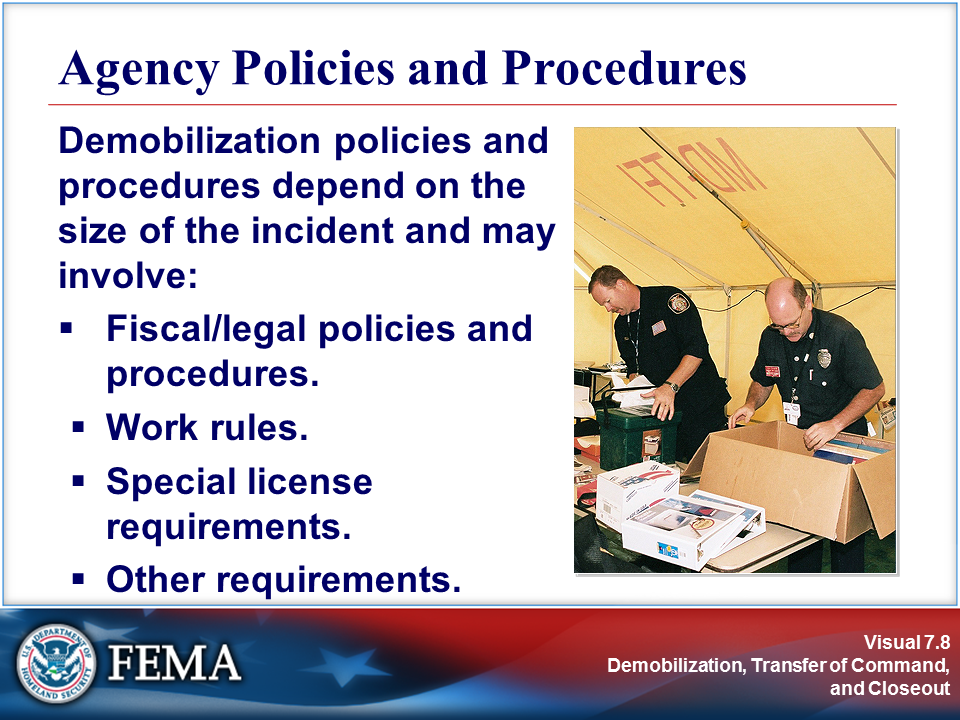 Agency Policies and Procedures
Demobilization policies and
procedures depend on the
size of the incident and may
involve:
▪ Fiscal/legal policies and
procedures.
▪ Work rules.
▪ Special license
requirements.
▪ Other requirements.
MD-TF1
U.S. DEPARTMENT OF
HOMELAND SECURITY
FEMA
Visual 7.8
Demobilization, Transfer of Command,
and Closeout